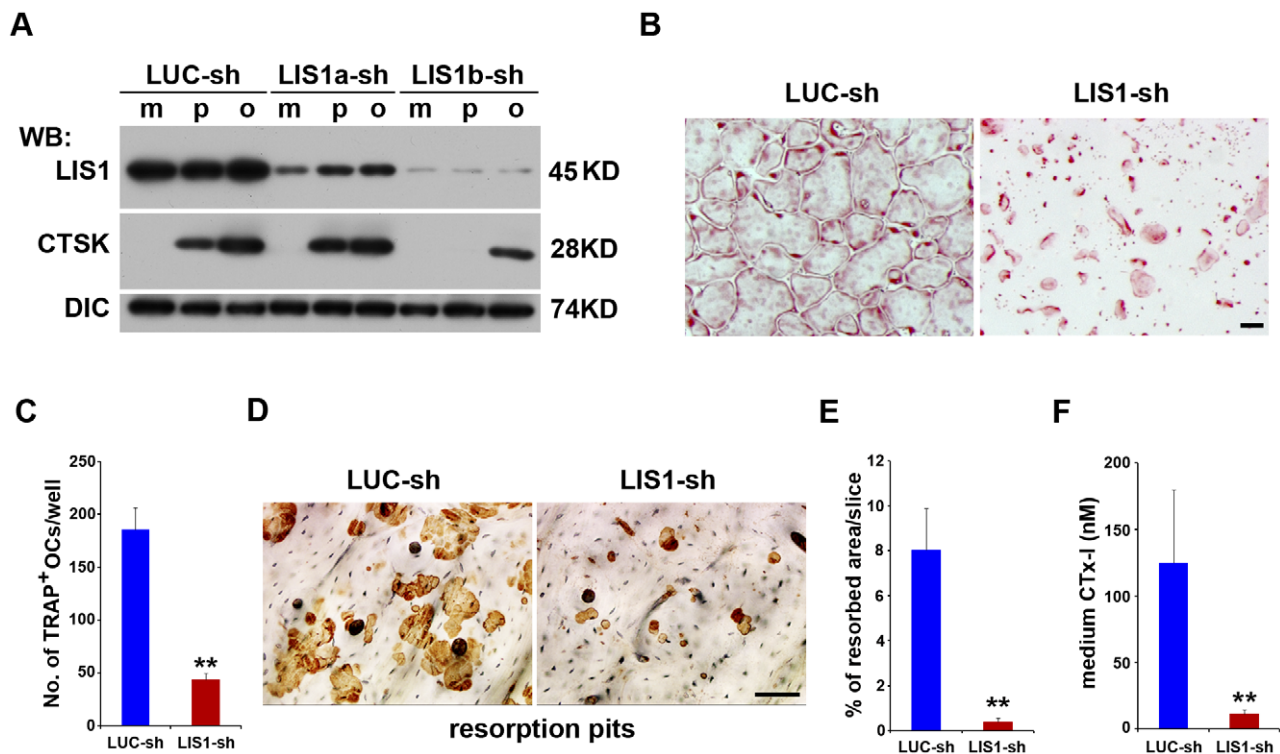 A
LUC-sh LIS1a-sh LIS1b-sh
m p o m p o m p o
WB:
LIS1 45 KD
CTSK 28KD
DIC 74KD
B
LUC-sh LIS1-sh
C
No. of TRAP+OCs/well
250
200
150
100
50
0
**
LUC-sh LIS1-sh
D
LUC-sh LIS1-sh
resorption pits
E
% of resorbed area/slice
12
10
8
6
4
2
0
**
LUC-sh LIS1-sh
F
medium CTx-I (nM)
200
150
100
50
0
**
LUC-sh LIS1-sh